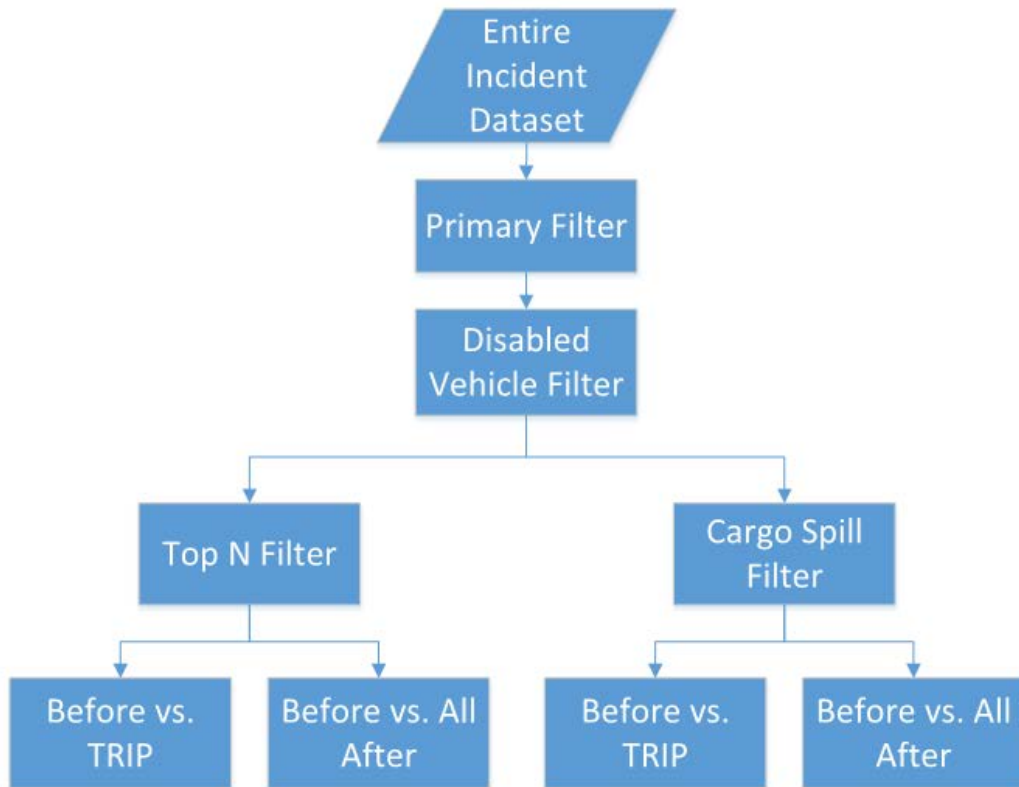 Entire
Incident
Dataset
Primary Filter
Disabled
Vehicle Filter
Top N Filter
Cargo Spill
Filter
Before vs.
TRIP
Before vs. All
After
Before vs.
TRIP
Before vs. All
After